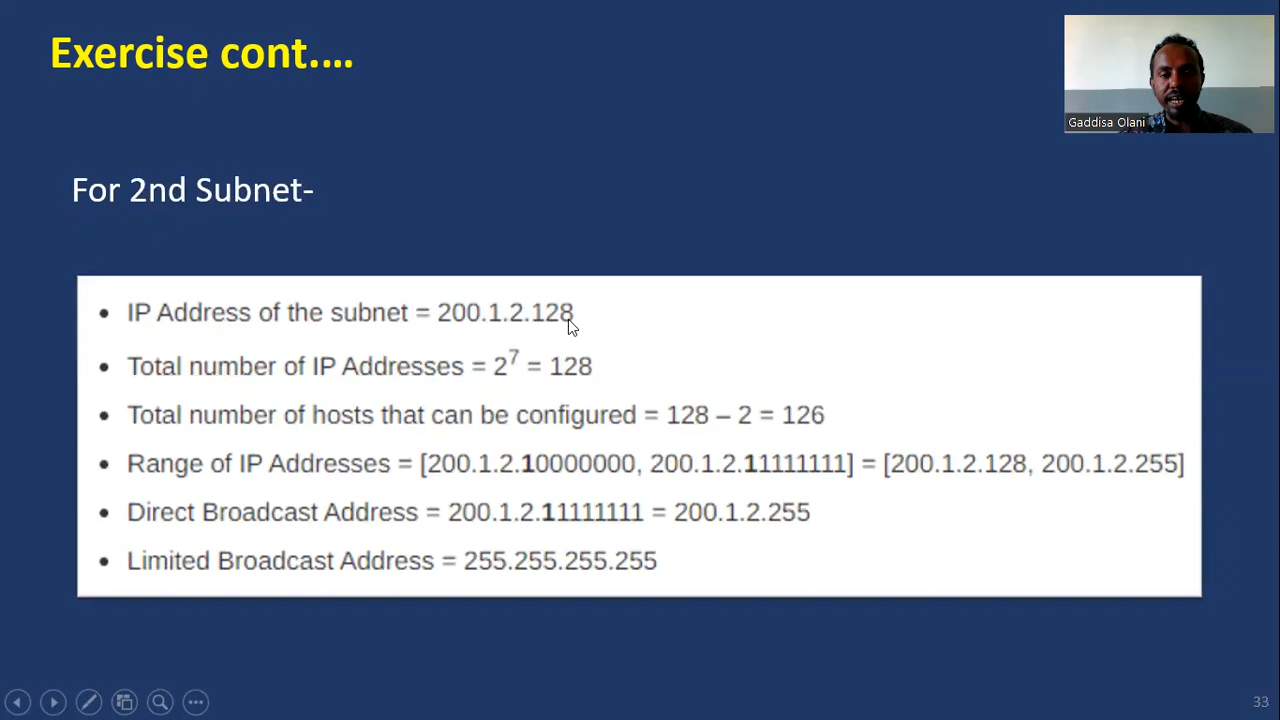 Exercise cont.…
Gaddisa Olani
For 2nd Subnet-
• IP Address of the subnet = 200.1.2.128
• Total number of IP Addresses = 2⁷ = 128
• Total number of hosts that can be configured = 128 – 2 = 126
• Range of IP Addresses = [200.1.2.10000000, 200.1.2.11111111] = [200.1.2.128, 200.1.2.255]
• Direct Broadcast Address = 200.1.2.11111111 = 200.1.2.255
• Limited Broadcast Address = 255.255.255.255
33